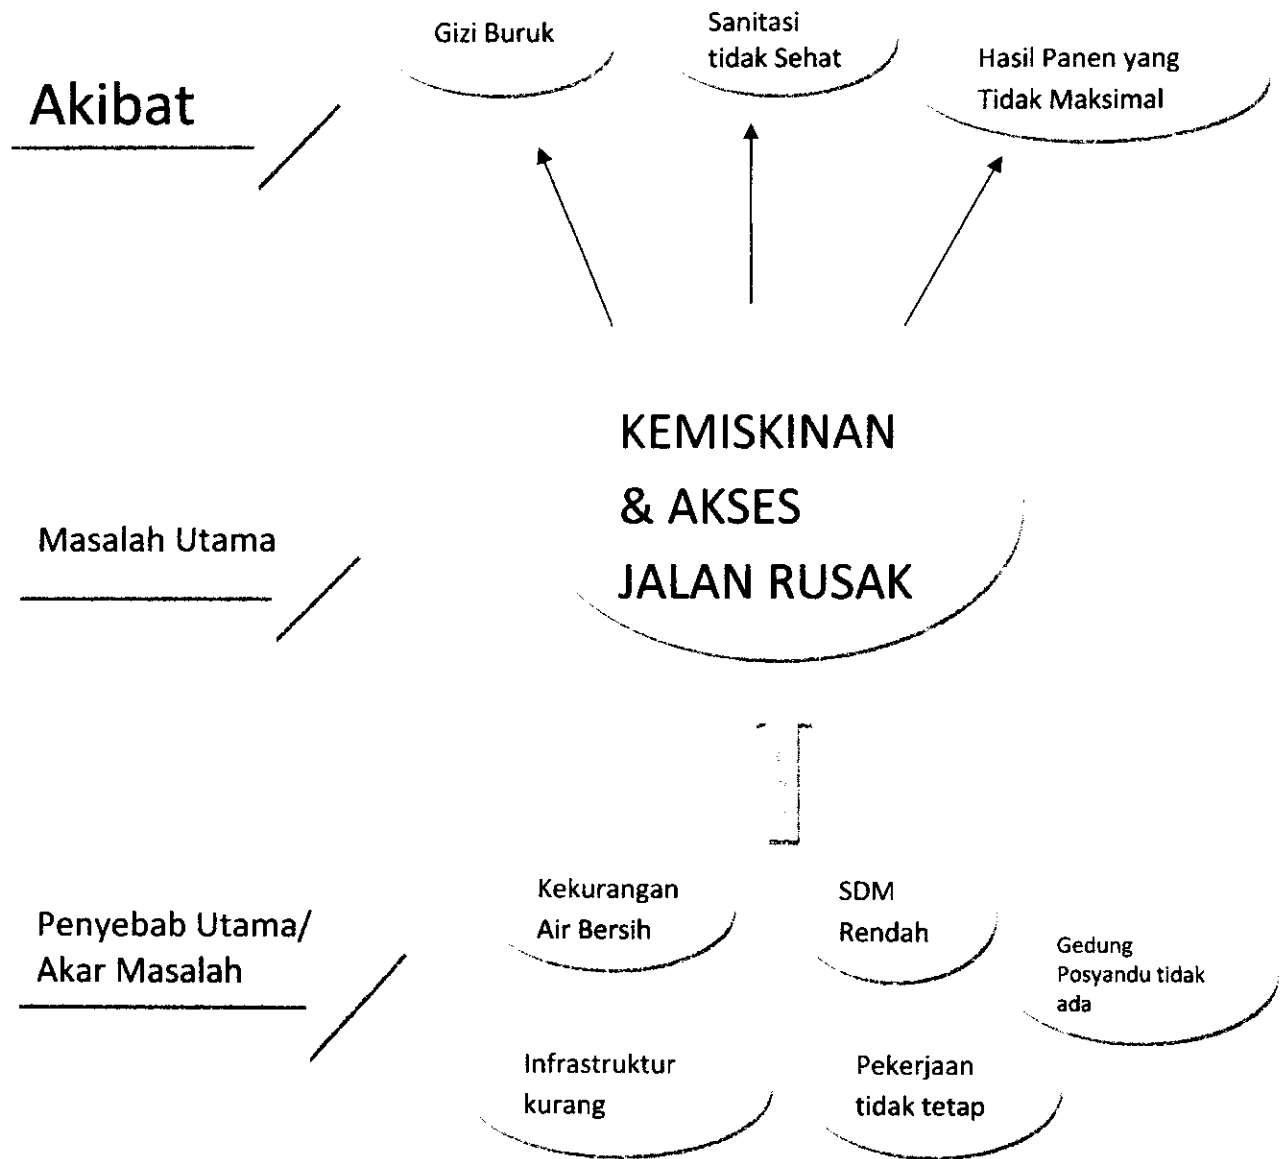 Akibat
Gizi Buruk
Sanitasi
tidak Sehat
Hasil Panen yang
Tidak Maksimal
Masalah Utama
KEMISKINAN
& AKSES
JALAN RUSAK
Penyebab Utama/
Akar Masalah
Kekurangan
Air Bersih
SDM
Rendah
Gedung
Posyandu tidak
ada
Infrastruktur
kurang
Pekerjaan
tidak tetap